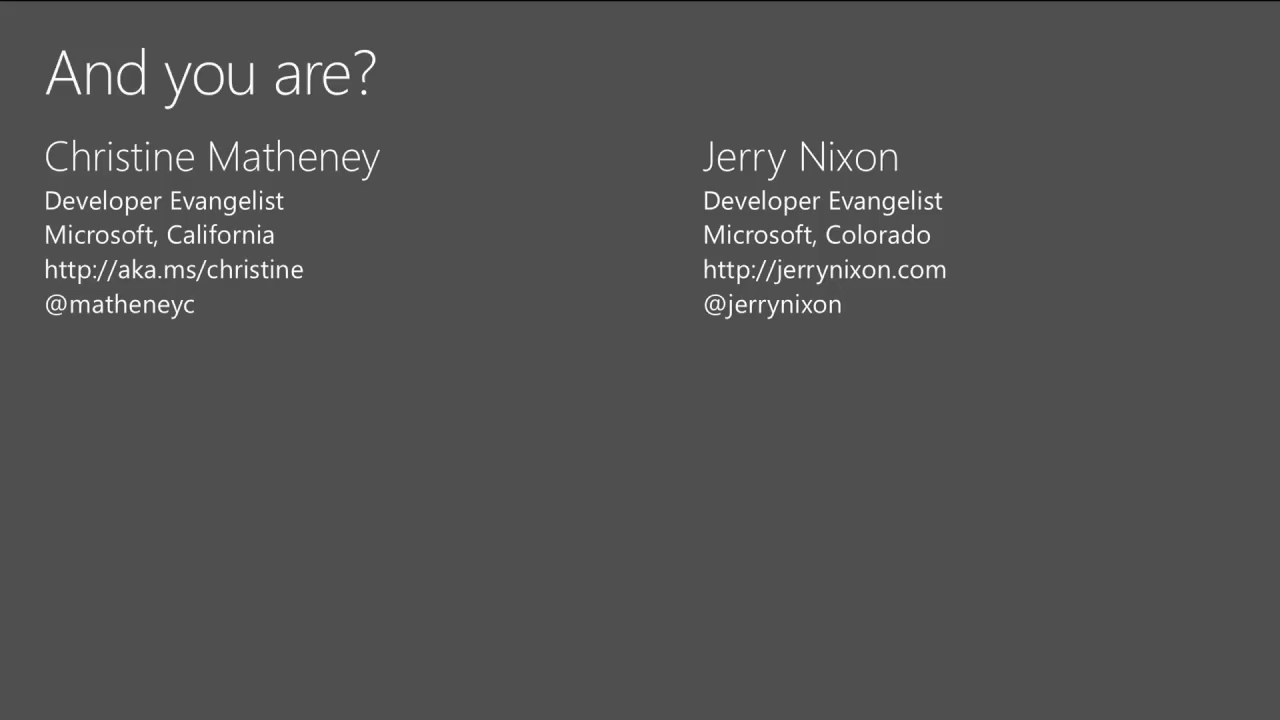 And you are?
Christine Matheney
Developer Evangelist
Microsoft, California
http://aka.ms/christine
@matheneyc
Jerry Nixon
Developer Evangelist
Microsoft, Colorado
http://jerrynixon.com
@jerrynixon